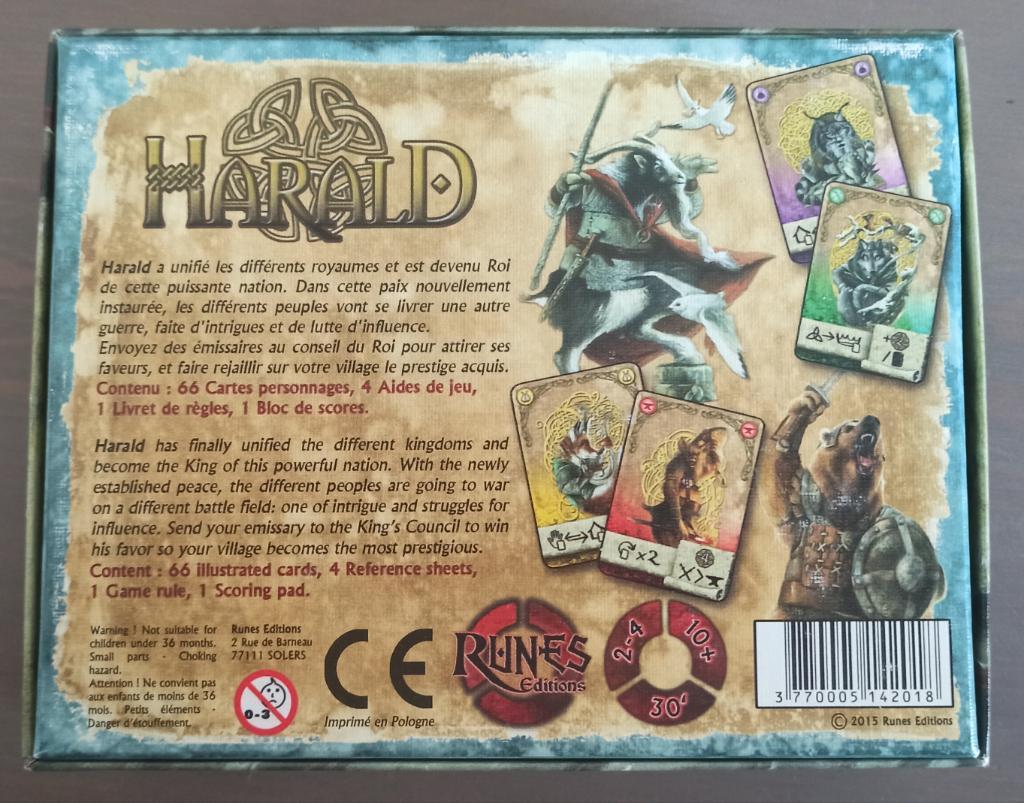 HARALD
Harald a unifié les différents royaumes et est devenu Roi
de cette puissante nation. Dans cette paix nouvellement
instaurée, les différents peuples vont se livrer une autre
guerre, faite d'intrigues et de lutte d'influence.
Envoyez des émissaires au conseil du Roi pour attirer ses
faveurs, et faire rejaillir sur votre village le prestige acquis.
Contenu : 66 Cartes personnages, 4 Aides de jeu,
1 Livret de règles, 1 Bloc de scores.
Harald has finally unified the different kingdoms and
become the King of this powerful nation. With the newly
established peace, the different peoples are going to war
on a different battle field: one of intrigue and struggles for
influence. Send your emissary to the King's Council to win
his favor so your village becomes the most prestigious.
Content : 66 illustrated cards, 4 Reference sheets,
1 Game rule, 1 Scoring pad.
x2
4
Warning ! Not suitable for
children under 36 months.
Small parts - Choking
hazard.
Attention ! Ne convient pas
aux enfants de moins de 36
mois. Petits éléments -
Danger d'étouffement.
Runes Editions
2 Rue de Barneau
77111 SOLERS
0-3
CE
Imprimé en Pologne
RUNES
Editions
2-4
10+
30'
3 770005 142018
© 2015 Runes Editions